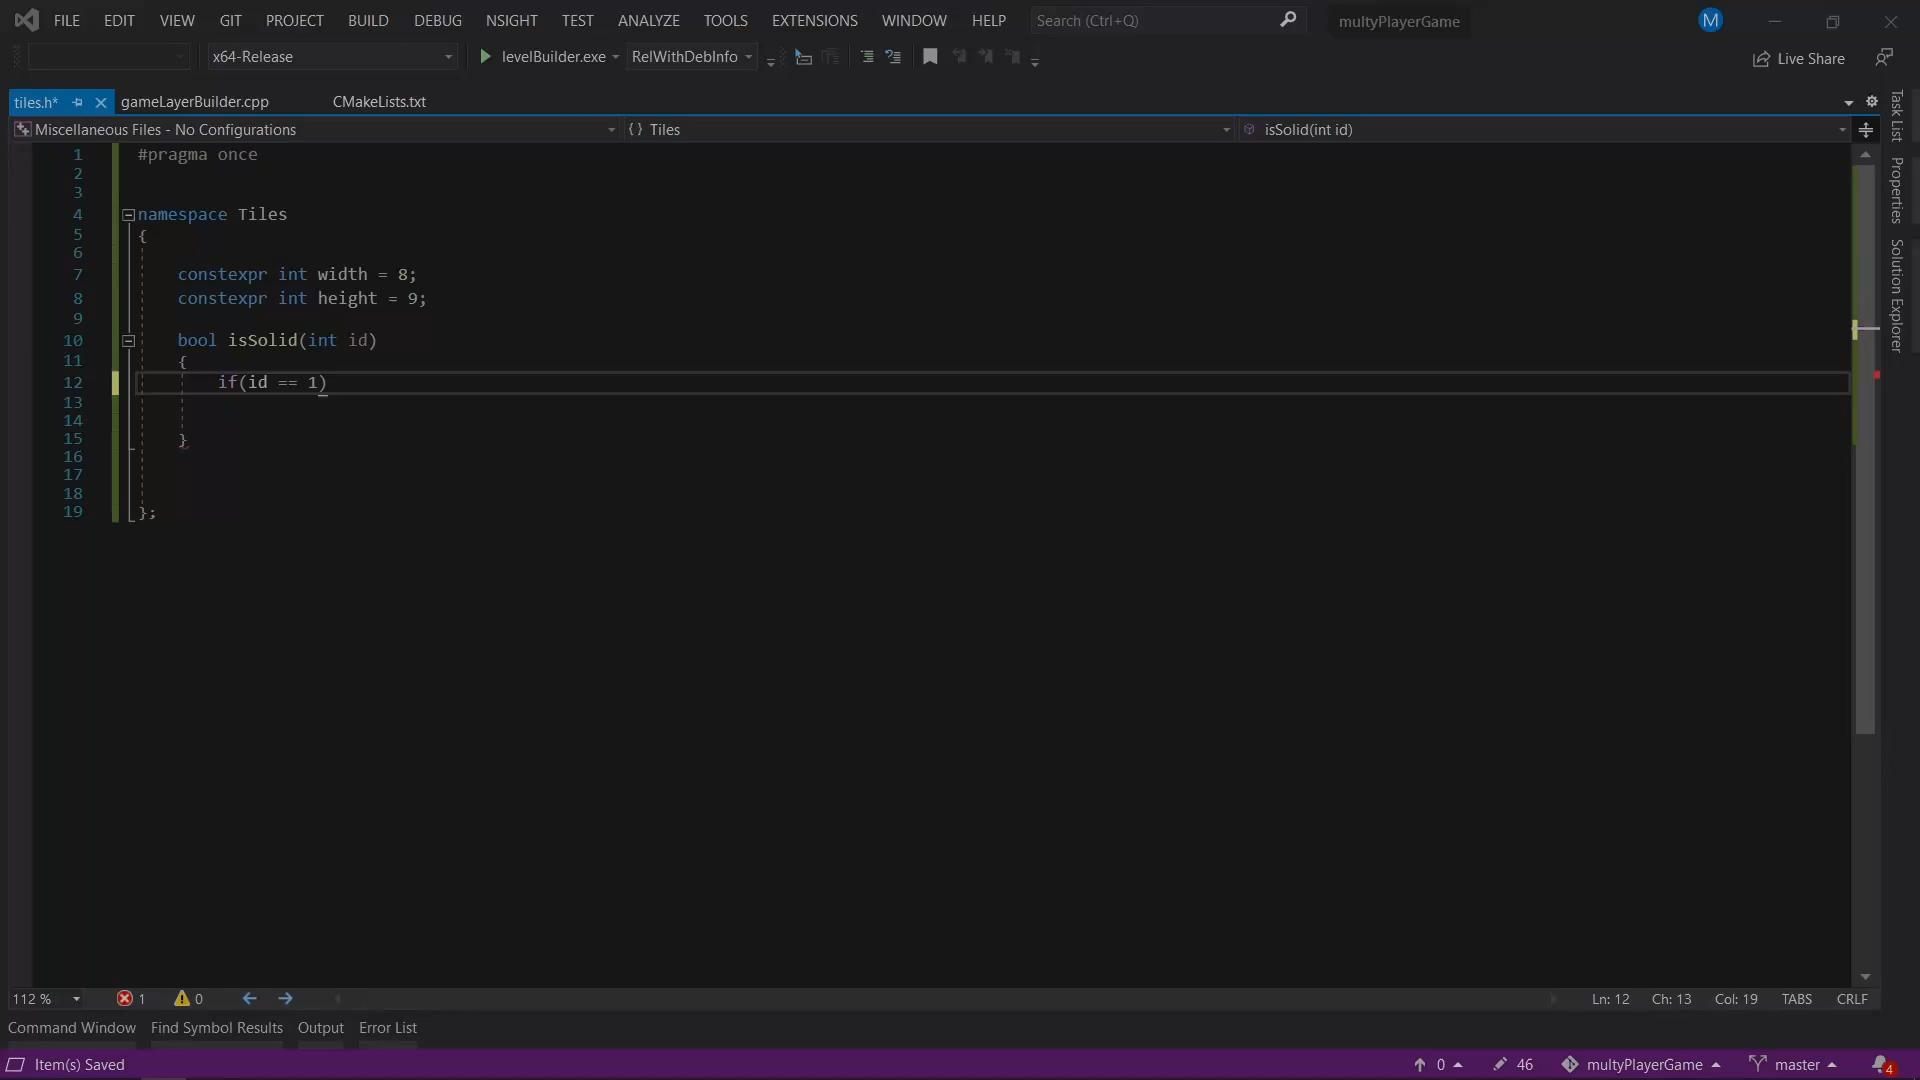 FILE EDIT VIEW GIT PROJECT BUILD DEBUG NSIGHT TEST ANALYZE TOOLS EXTENSIONS WINDOW HELP Search (Ctrl+Q) multyPlayerGame M
x64-Release levelBuilder.exe RelWithDebInfo Live Share
tiles.h* gameLayerBuilder.cpp CMakeLists.txt
Miscellaneous Files - No Configurations {} Tiles isSolid(int id)
1 #pragma once
2
3
4 namespace Tiles
5 {
6
7 constexpr int width = 8;
8 constexpr int height = 9;
9
10 bool isSolid(int id)
11 {
12 if(id == 1)
13
14
15 }
16
17
18
19 };
Task List
Properties
Solution Explorer
112 % 1 0 Ln: 12 Ch: 13 Col: 19 TABS CRLF
Command Window Find Symbol Results Output Error List
Item(s) Saved 0 46 multyPlayerGame master 4